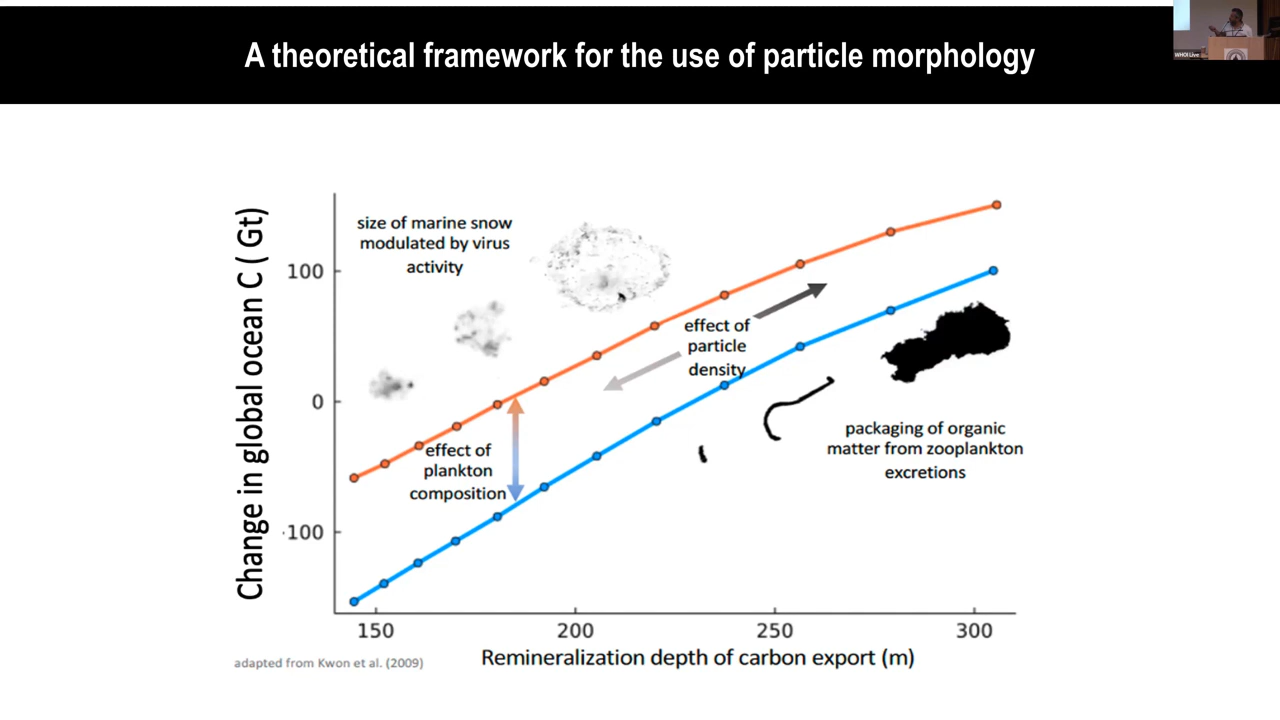 A theoretical framework for the use of particle morphology
WHOI Live
size of marine snow
modulated by virus
activity
effect of
particle
density
effect of
plankton
composition
packaging of organic
matter from zooplankton
excretions
Change in global ocean C ( Gt)
100
0
-100
150
200
250
300
Remineralization depth of carbon export (m)
adapted from Kwon et al. (2009)